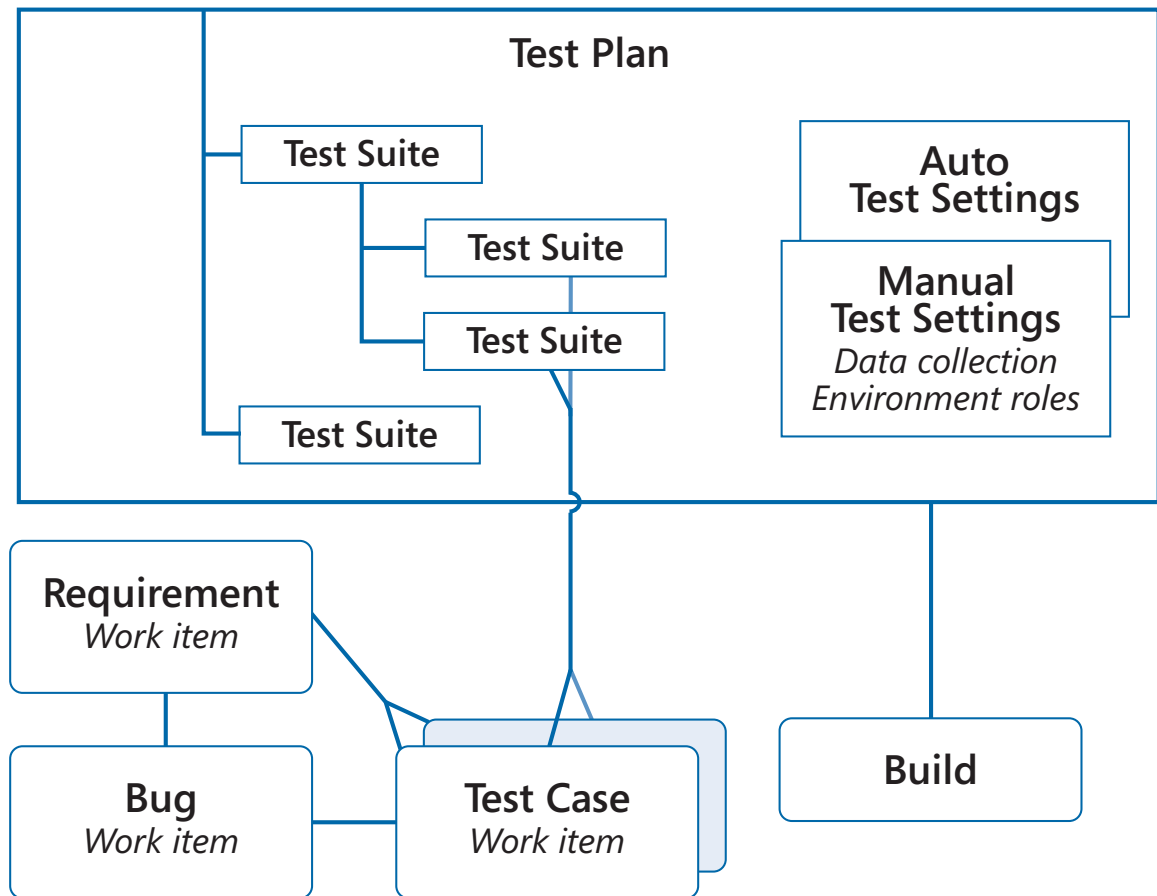 Test Plan
Test Suite
Test Suite
Test Suite
Test Suite
Auto
Test Settings
Manual
Test Settings
Data collection
Environment roles
Requirement
Work item
Bug
Work item
Test Case
Work item
Build